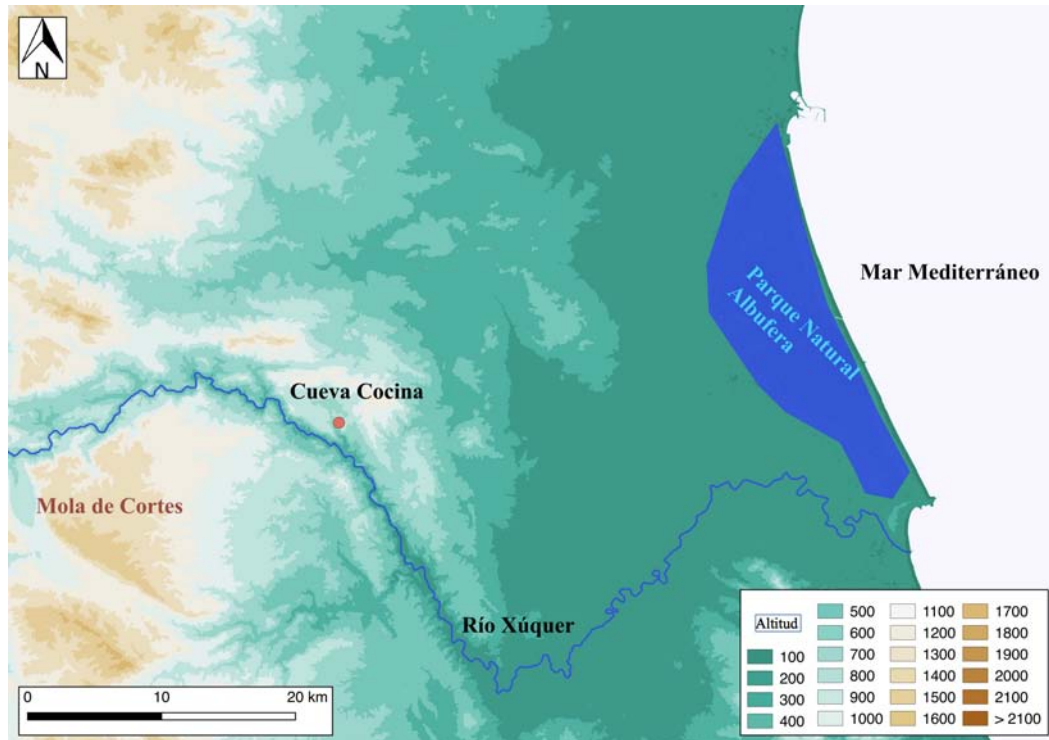 N
Mar Mediterráneo
Parque Natural
Albufera
Cueva Cocina
Mola de Cortes
Río Xúquer
0 10 20 km
Altitud
100
200
300
400
500
600
700
800
900
1000
1100
1200
1300
1400
1500
1600
1700
1800
1900
2000
2100
> 2100